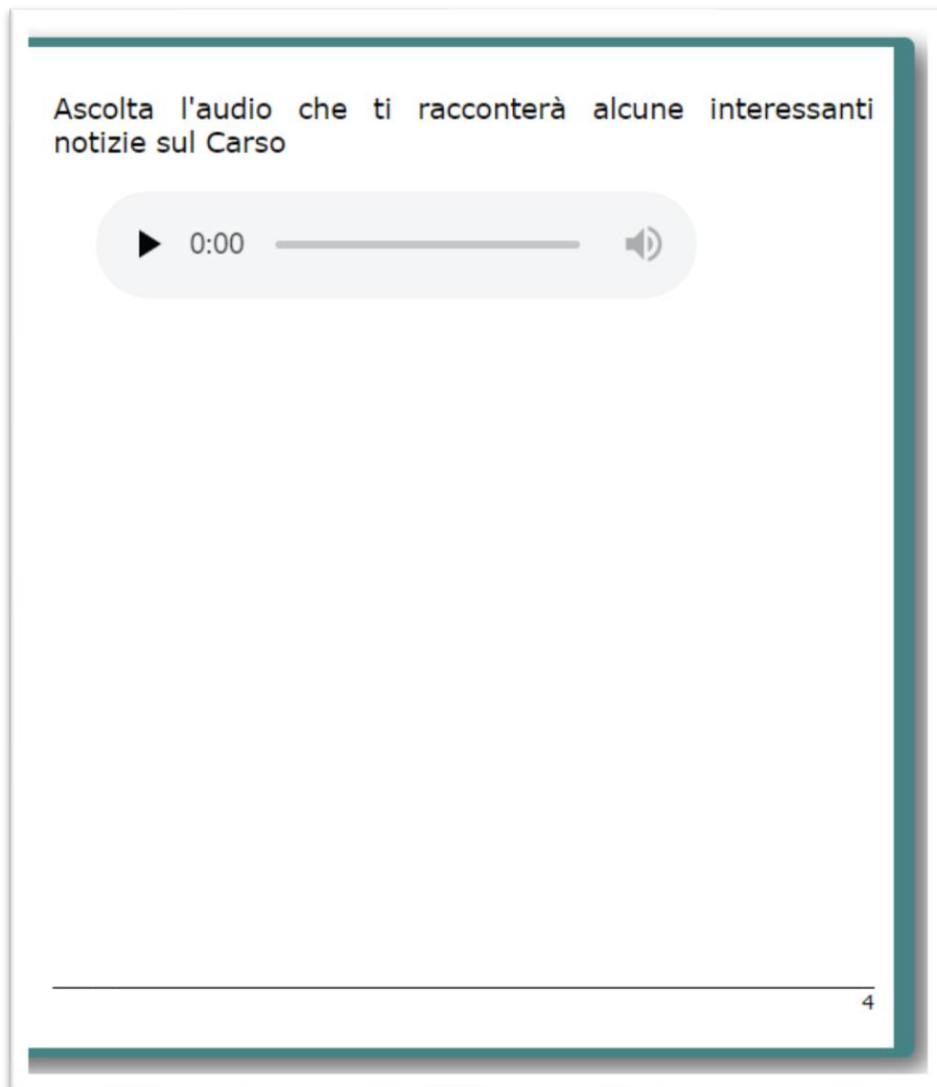 Ascolta l'audio che ti racconterà alcune interessanti
notizie sul Carso
0:00
4